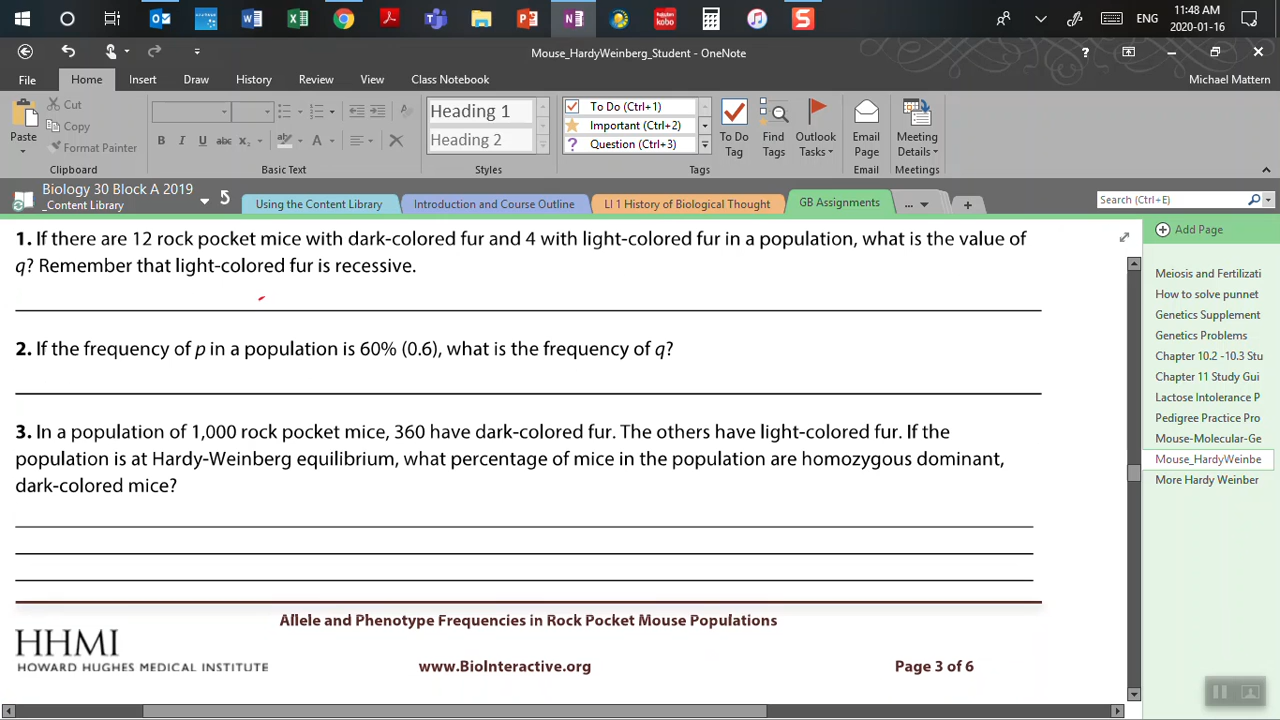 ENG
11:48 AM
2020-01-16
Mouse_HardyWeinberg_Student - OneNote
File
Home
Insert
Draw
History
Review
View
Class Notebook
Michael Mattern
Paste
Cut
Copy
Format Painter
Clipboard
B I U abc x A
Basic Text
Heading 1
Heading 2
Styles
To Do (Ctrl+1)
Important (Ctrl+2)
Question (Ctrl+3)
To Do
Tag
Find
Tags
Outlook
Tasks
Tags
Email
Page
Email
Meeting
Details
Meetings
Biology 30 Block A 2019
_Content Library
Using the Content Library
Introduction and Course Outline
LI 1 History of Biological Thought
GB Assignments
...
Search (Ctrl+E)
Add Page
1. If there are 12 rock pocket mice with dark-colored fur and 4 with light-colored fur in a population, what is the value of
q? Remember that light-colored fur is recessive.
2. If the frequency of p in a population is 60% (0.6), what is the frequency of q?
3. In a population of 1,000 rock pocket mice, 360 have dark-colored fur. The others have light-colored fur. If the
population is at Hardy-Weinberg equilibrium, what percentage of mice in the population are homozygous dominant,
dark-colored mice?
Allele and Phenotype Frequencies in Rock Pocket Mouse Populations
HHMI
HOWARD HUGHES MEDICAL INSTITUTE
www.BioInteractive.org
Page 3 of 6
Meiosis and Fertilizati
How to solve punnet
Genetics Supplement
Genetics Problems
Chapter 10.2 -10.3 Stu
Chapter 11 Study Gui
Lactose Intolerance P
Pedigree Practice Pro
Mouse-Molecular-Ge
Mouse_HardyWeinbe
More Hardy Weinber